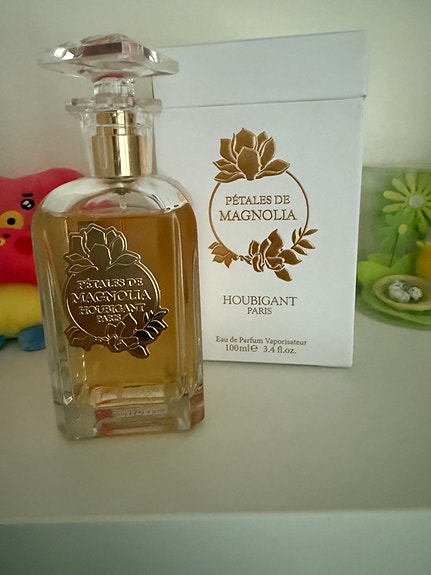 PÉTALES DE
MAGNOLIA
HOUBIGANT
PARIS
PÉTALES DE
MAGNOLIA
HOUBIGANT
PARIS
Eau de Parfum Vaporisateur
100ml℮ 3.4 fl.oz.